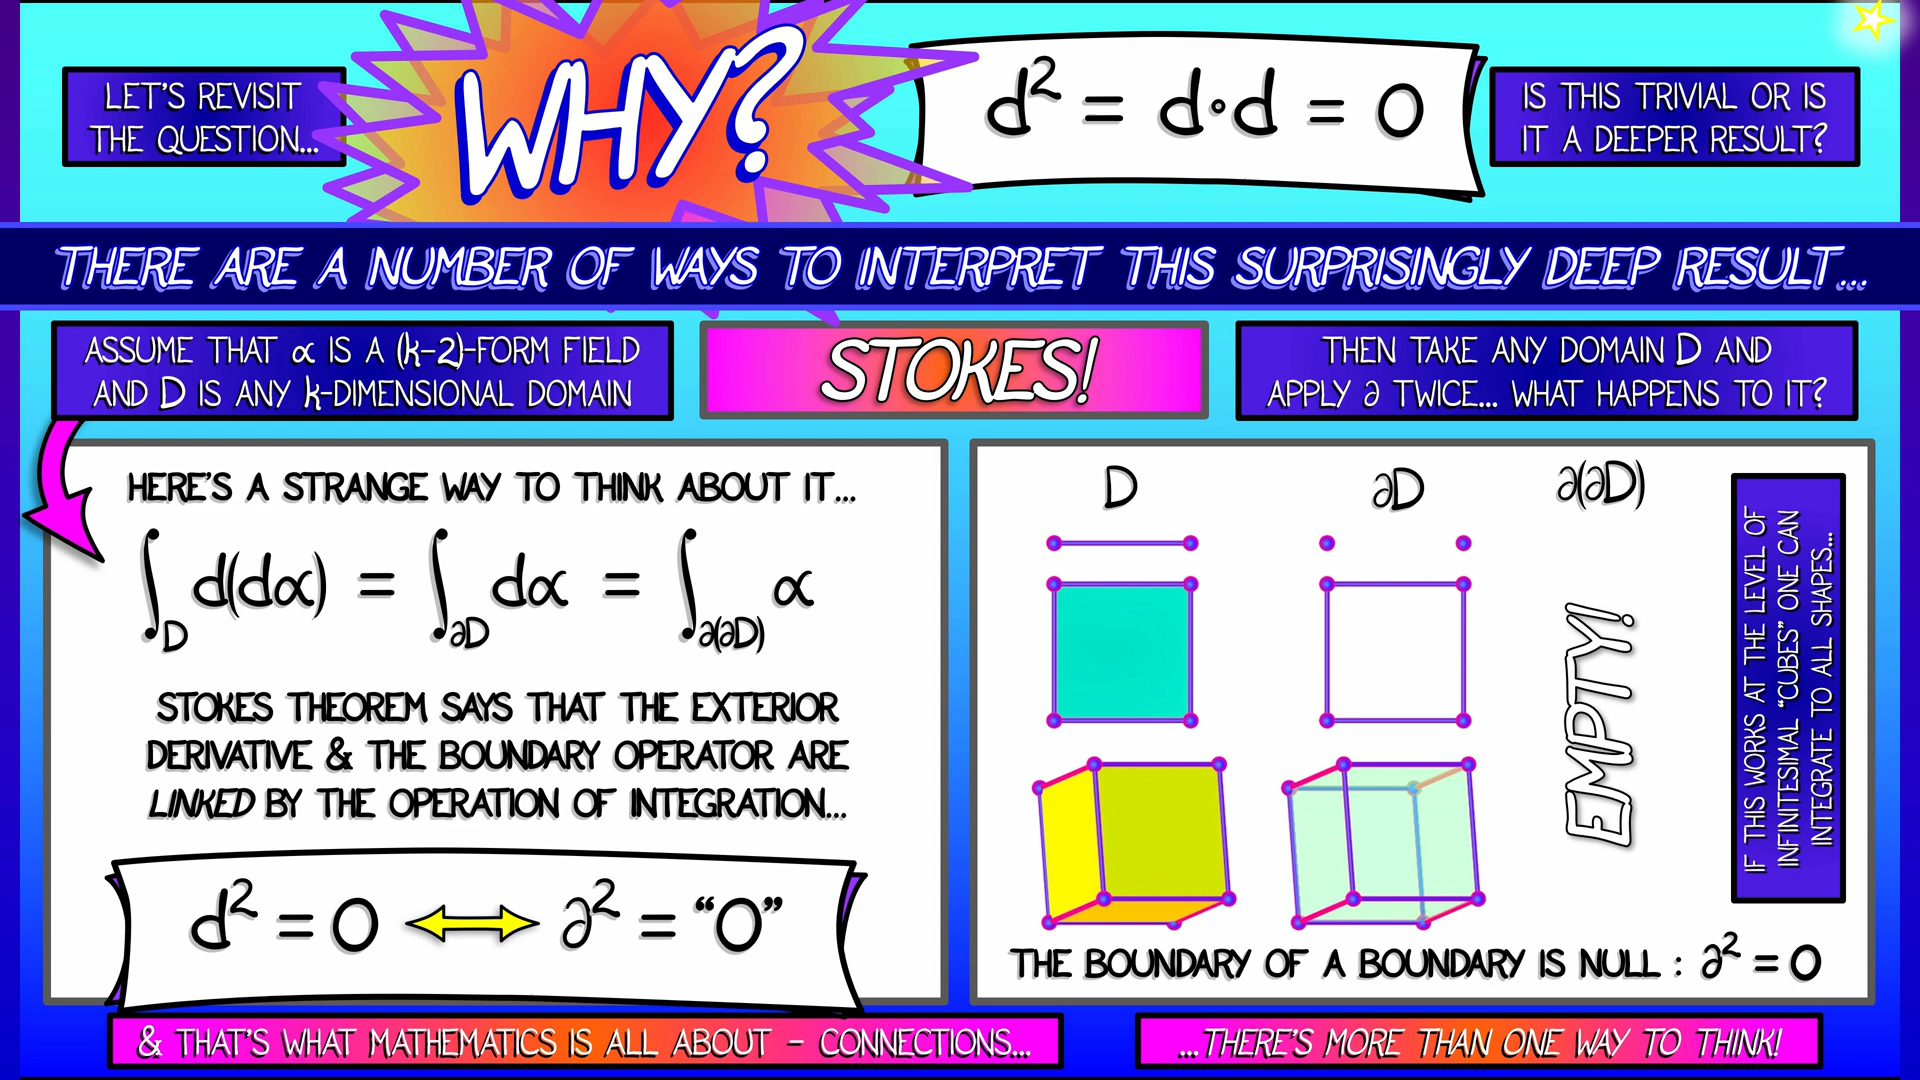 LET'S REVISIT
THE QUESTION...
WHY?
d² = d∘d = 0
IS THIS TRIVIAL OR IS
IT A DEEPER RESULT?
THERE ARE A NUMBER OF WAYS TO INTERPRET THIS SURPRISINGLY DEEP RESULT...
ASSUME THAT α IS A (k-2)-FORM FIELD
AND D IS ANY k-DIMENSIONAL DOMAIN
STOKES!
THEN TAKE ANY DOMAIN D AND
APPLY ∂ TWICE... WHAT HAPPENS TO IT?
HERE'S A STRANGE WAY TO THINK ABOUT IT...
∫_D d(dα) = ∫_∂D dα = ∫_∂(∂D) α
STOKES THEOREM SAYS THAT THE EXTERIOR
DERIVATIVE & THE BOUNDARY OPERATOR ARE
LINKED BY THE OPERATION OF INTEGRATION...
d² = 0 ↔ ∂² = “0”
D ∂D ∂(∂D)
EMPTY!
IF THIS WORKS AT THE LEVEL OF
INFINITESIMAL “CUBES” ONE CAN
INTEGRATE TO ALL SHAPES...
THE BOUNDARY OF A BOUNDARY IS NULL : ∂² = 0
& THAT'S WHAT MATHEMATICS IS ALL ABOUT - CONNECTIONS...
...THERE'S MORE THAN ONE WAY TO THINK!